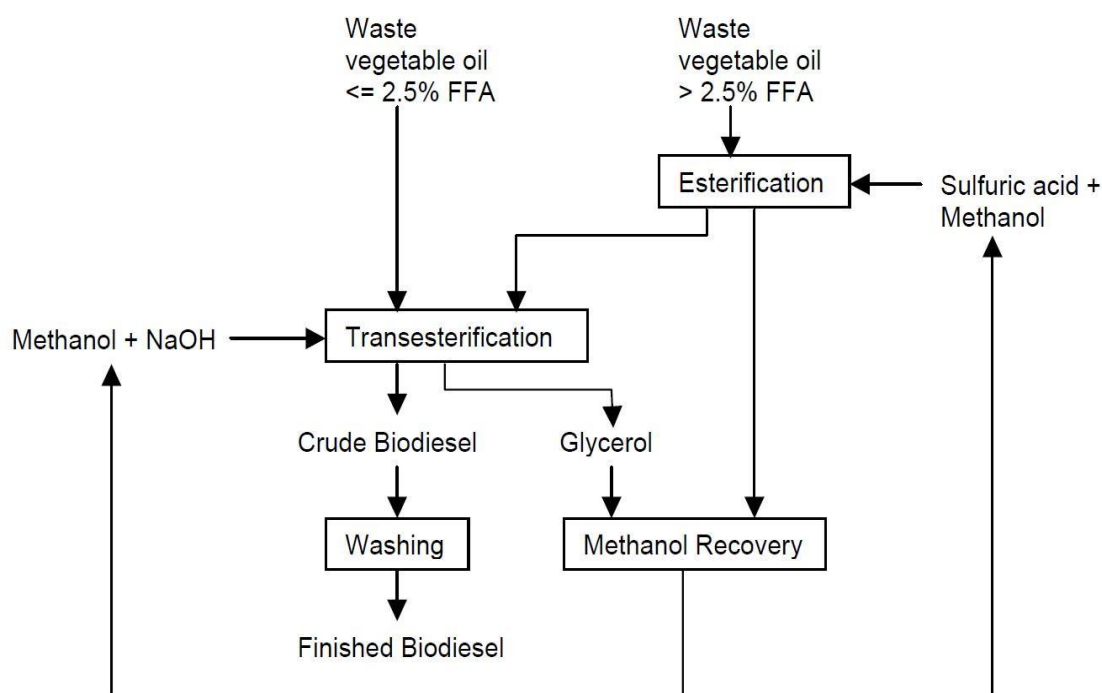 Waste
vegetable oil
<= 2.5% FFA
Waste
vegetable oil
> 2.5% FFA
Esterification
Sulfuric acid +
Methanol
Methanol + NaOH
Transesterification
Crude Biodiesel
Glycerol
Washing
Methanol Recovery
Finished Biodiesel